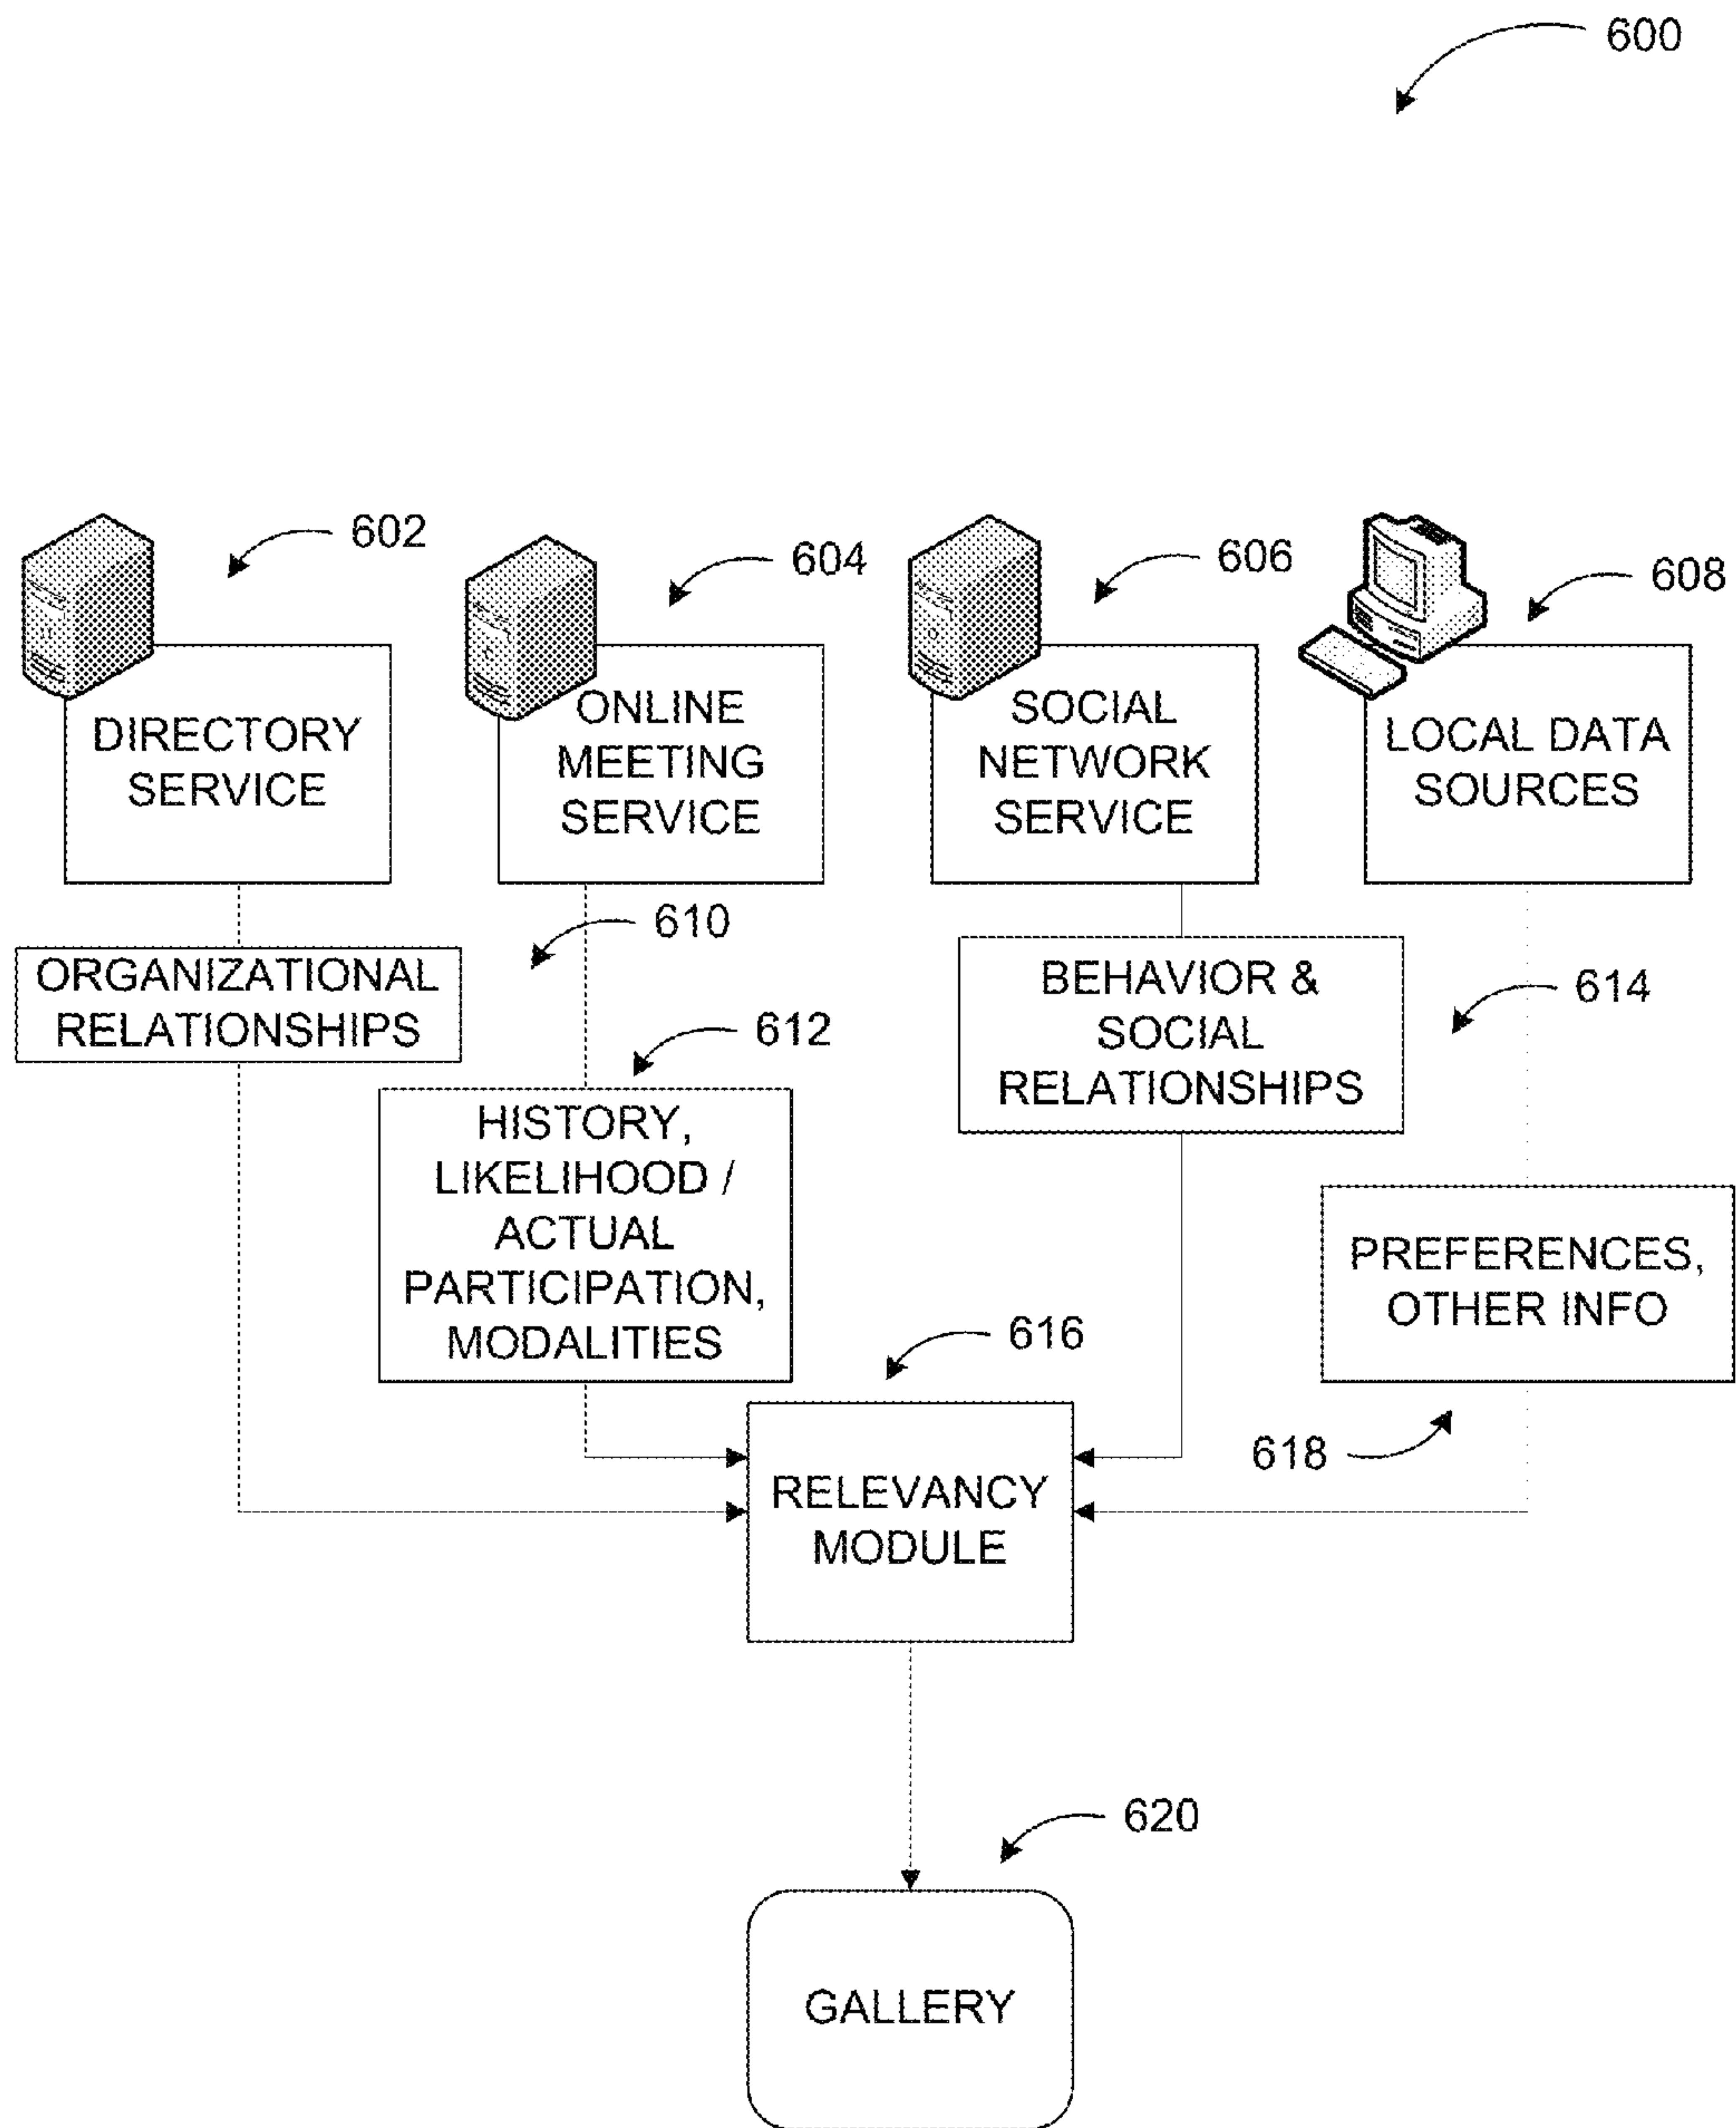 600
602
604
606
608
DIRECTORY
SERVICE
ONLINE
MEETING
SERVICE
SOCIAL
NETWORK
SERVICE
LOCAL DATA
SOURCES
610
ORGANIZATIONAL
RELATIONSHIPS
612
HISTORY,
LIKELIHOOD /
ACTUAL
PARTICIPATION,
MODALITIES
BEHAVIOR &
SOCIAL
RELATIONSHIPS
614
PREFERENCES,
OTHER INFO
616
618
RELEVANCY
MODULE
620
GALLERY